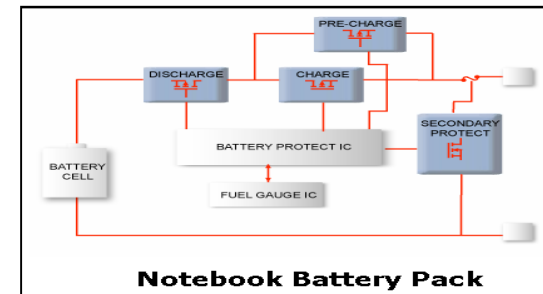 PRE-CHARGE
DISCHARGE
CHARGE
SECONDARY
PROTECT
BATTERY PROTECT IC
BATTERY
CELL
FUEL GAUGE IC
Notebook Battery Pack